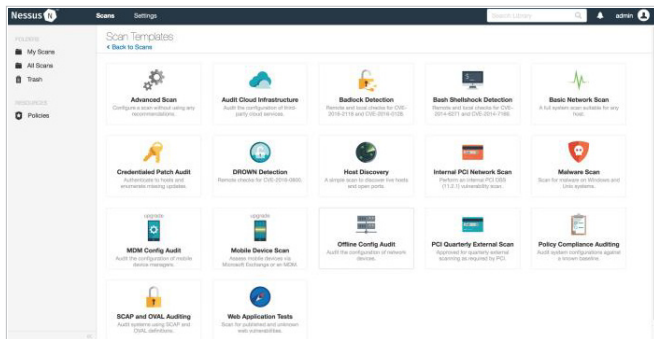 Nessus N
Scans Settings
Search Library
admin
FOLDERS
My Scans
All Scans
Trash
RESOURCES
Policies
Scan Templates
< Back to Scans
Advanced Scan
Configure a scan without using any
recommendations.
Audit Cloud Infrastructure
Audit the configuration of third-
party cloud services.
Badlock Detection
Remote and local checks for CVE-
2016-2118 and CVE-2016-0128.
Bash Shellshock Detection
Remote and local checks for CVE-
2014-6271 and CVE-2014-7169.
Basic Network Scan
A full system scan suitable for any
host.
Credentialed Patch Audit
Authenticate to hosts and
enumerate missing updates.
DROWN Detection
Remote checks for CVE-2016-0800.
Host Discovery
A simple scan to discover live hosts
and open ports.
Internal PCI Network Scan
Perform an internal PCI DSS
(11.2.1) vulnerability scan.
Malware Scan
Scan for malware on Windows and
Unix systems.
upgrade
MDM Config Audit
Audit the configuration of mobile
device managers.
upgrade
Mobile Device Scan
Assess mobile devices via
Microsoft Exchange or an MDM.
Offline Config Audit
Audit the configuration of network
devices.
PCI Quarterly External Scan
Approved for quarterly external
scanning as required by PCI.
Policy Compliance Auditing
Audit system configurations against
a known baseline.
SCAP and OVAL Auditing
Audit systems using SCAP and
OVAL definitions.
Web Application Tests
Scan for published and unknown
web vulnerabilities.